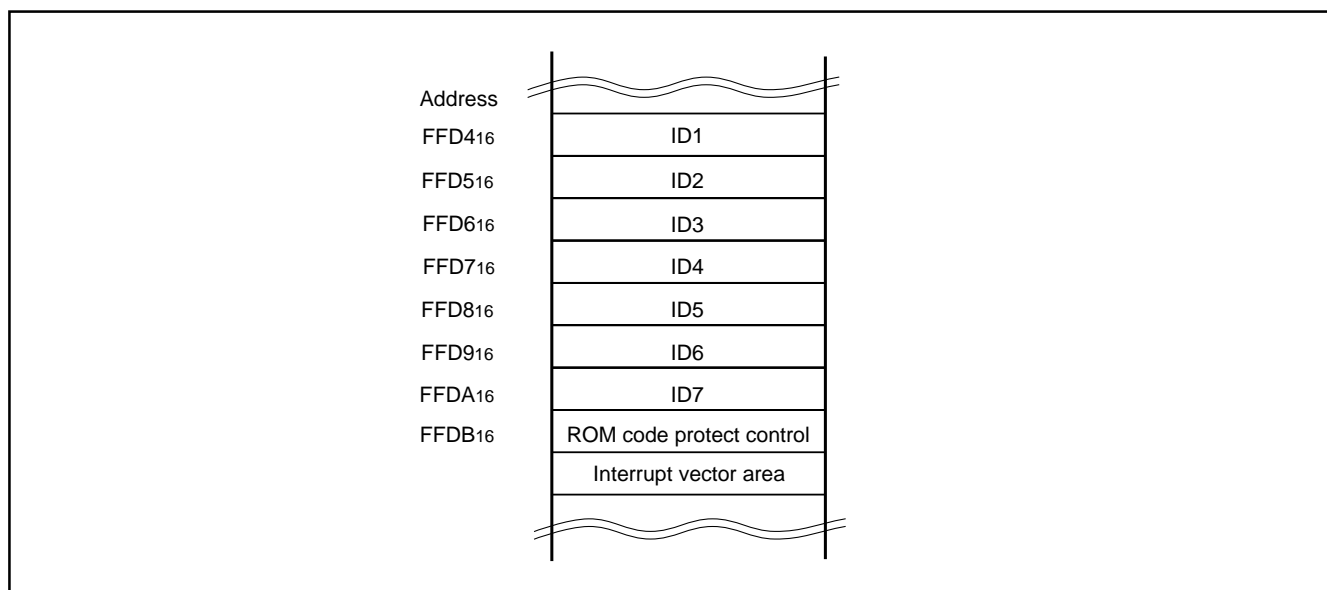 Address
FFD416 ID1
FFD516 ID2
FFD616 ID3
FFD716 ID4
FFD816 ID5
FFD916 ID6
FFDA16 ID7
FFDB16 ROM code protect control
Interrupt vector area